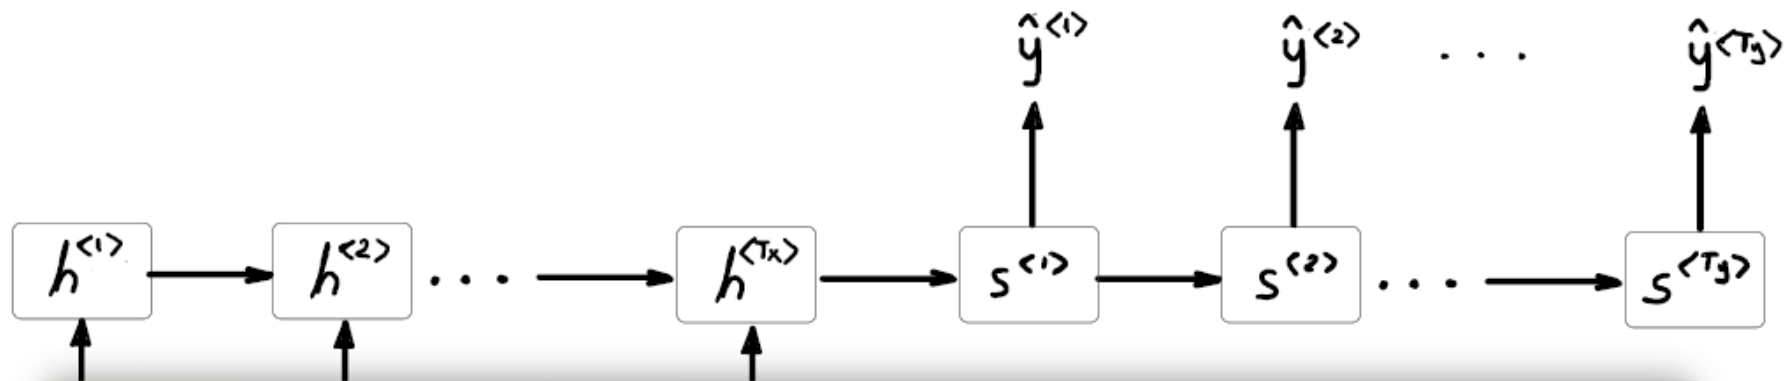 ŷ<1> ŷ<2> . . . ŷ<Ty>
h<1> h<2> . . . h<Tx> s<1> s<2> . . . s<Ty>